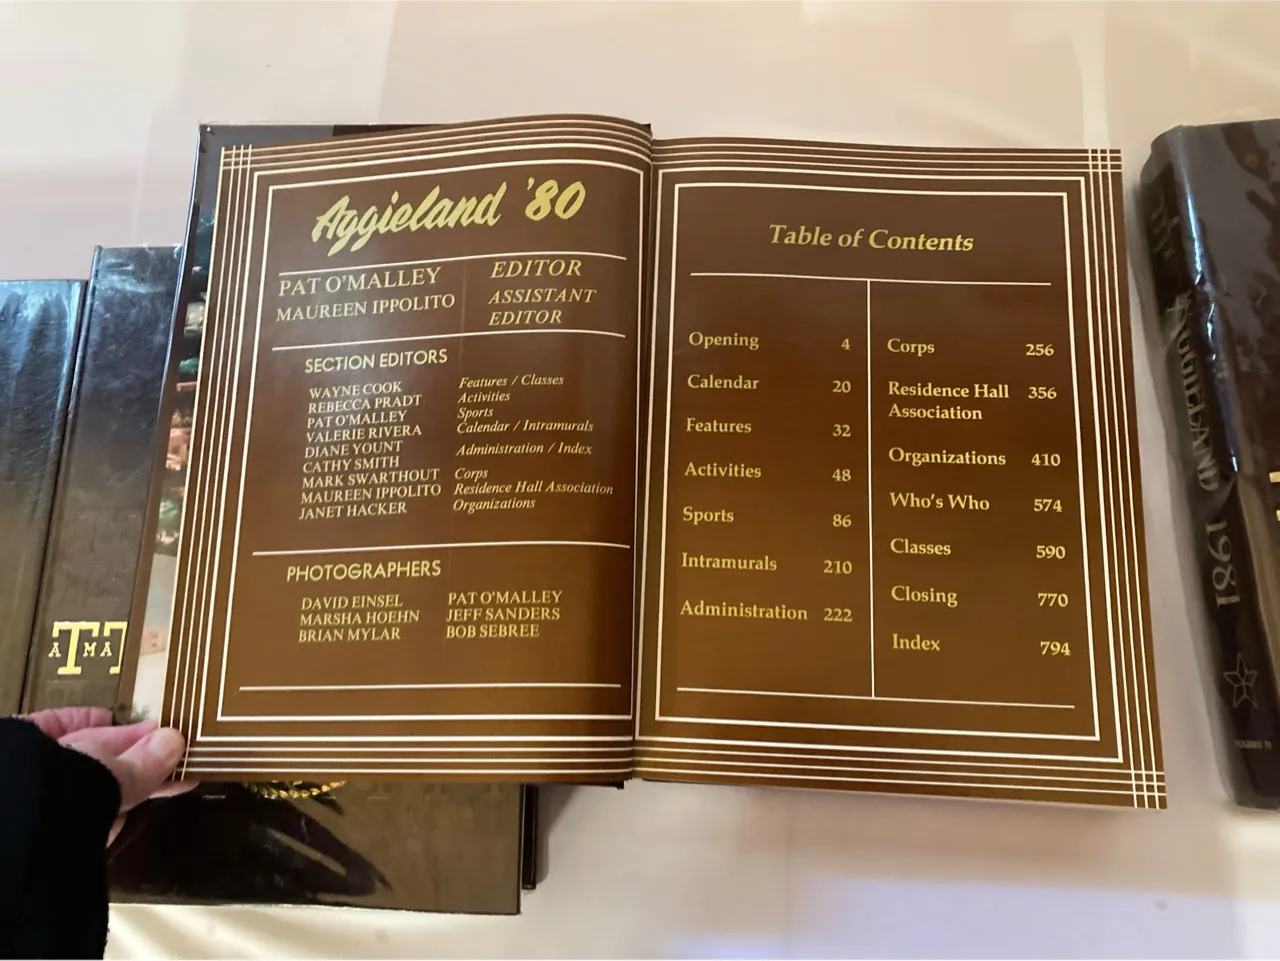 Aggieland '80
PAT O'MALLEY EDITOR
MAUREEN IPPOLITO ASSISTANT
EDITOR
SECTION EDITORS
WAYNE COOK Features / Classes
REBECCA PRADT Activities
PAT O'MALLEY Sports
VALERIE RIVERA Calendar / Intramurals
DIANE YOUNT Administration / Index
CATHY SMITH
MARK SWARTHOUT Corps
MAUREEN IPPOLITO Residence Hall Association
JANET HACKER Organizations
PHOTOGRAPHERS
DAVID EINSEL PAT O'MALLEY
MARSHA HOEHN JEFF SANDERS
BRIAN MYLAR BOB SEBREE
Table of Contents
Opening 4
Calendar 20
Features 32
Activities 48
Sports 86
Intramurals 210
Administration 222
Corps 256
Residence Hall 356
Association
Organizations 410
Who's Who 574
Classes 590
Closing 770
Index 794
ATM
AGGIELAND 1981